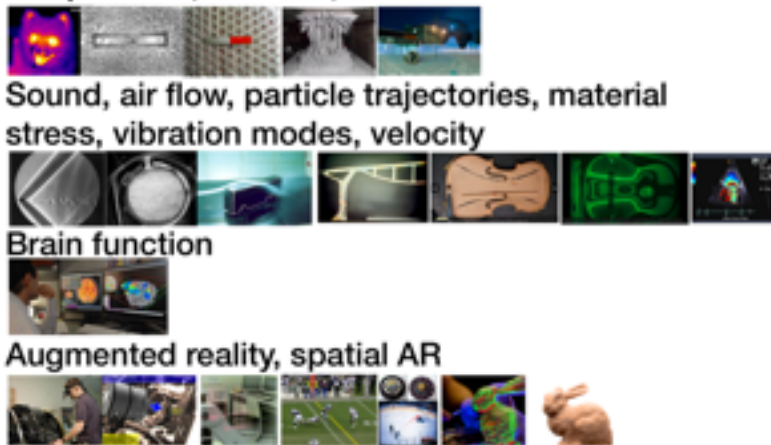 Sound, air flow, particle trajectories, material
stress, vibration modes, velocity
Brain function
Augmented reality, spatial AR